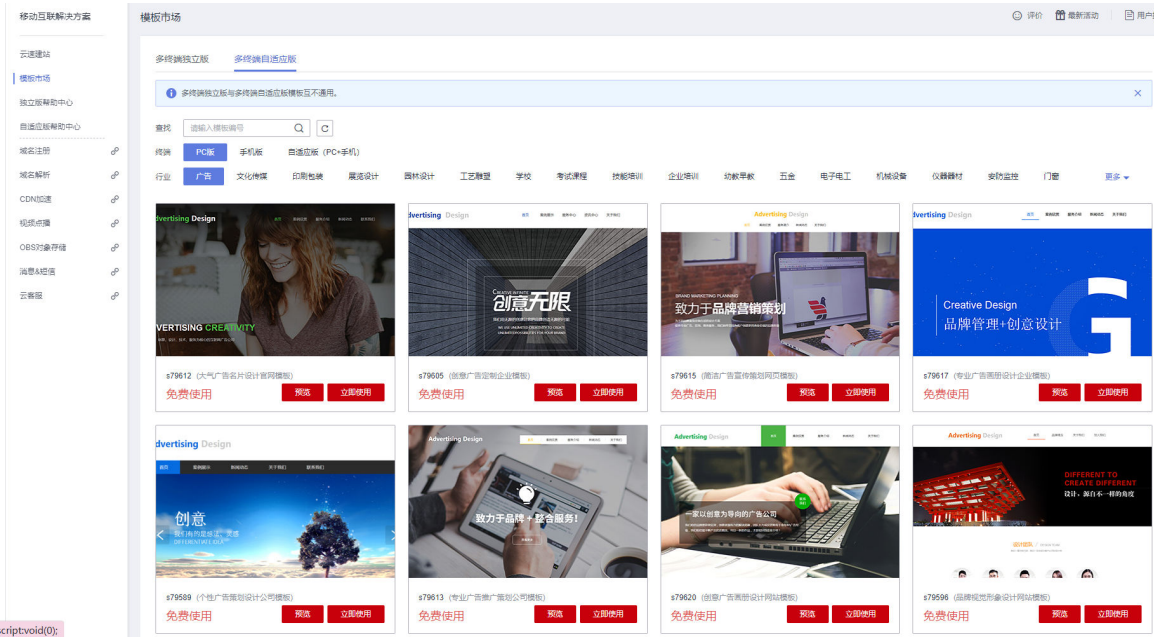 移动互联解决方案
模板市场
评价
最新活动
云速建站
模板市场
独立版帮助中心
自适应版帮助中心
域名注册
域名解析
CDN加速
视频点播
OBS对象存储
消息&短信
云客服
多终端独立版
多终端自适应版
多终端独立版与多终端自适应版模板互不通用。
查找
请输入模板编号
终端
PC版
手机版
自适应版（PC+手机）
行业
广告
文化传媒
印刷包装
展览设计
园林设计
工艺雕塑
学校
考试课程
技能培训
企业培训
幼教早教
五金
电子电工
机械设备
仪器器材
安防监控
门窗
更多
dvertising Design
VERTISING CREATIVITY
s79612 (大气广告名片设计官网模板)
免费使用
预览
立即使用
dvertising Design
CREATIVE INFINITE
创意无限
s79605 (创意广告定制企业模板)
免费使用
预览
立即使用
Advertising Design
BRAND MARKETING PLANNING
致力于品牌营销策划
s79615 (简洁广告宣传策划网页模板)
免费使用
预览
立即使用
dvertising Design
Creative Design
品牌管理+创意设计
G
s79617 (专业广告画册设计企业模板)
免费使用
预览
立即使用
dvertising Design
创意
s79589 (个性广告策划设计公司模板)
免费使用
预览
立即使用
Advertising Design
致力于品牌 + 整合服务!
s79613 (专业广告推广策划公司模板)
免费使用
预览
立即使用
Advertising Design
一家以创意为导向的广告公司
s79620 (创意广告画册设计网站模板)
免费使用
预览
立即使用
Advertising Design
DIFFERENT TO
CREATE DIFFERENT
设计，源自不一样的角度
设计团队
s79596 (品牌视觉形象设计网站模板)
免费使用
预览
立即使用
script:void(0);